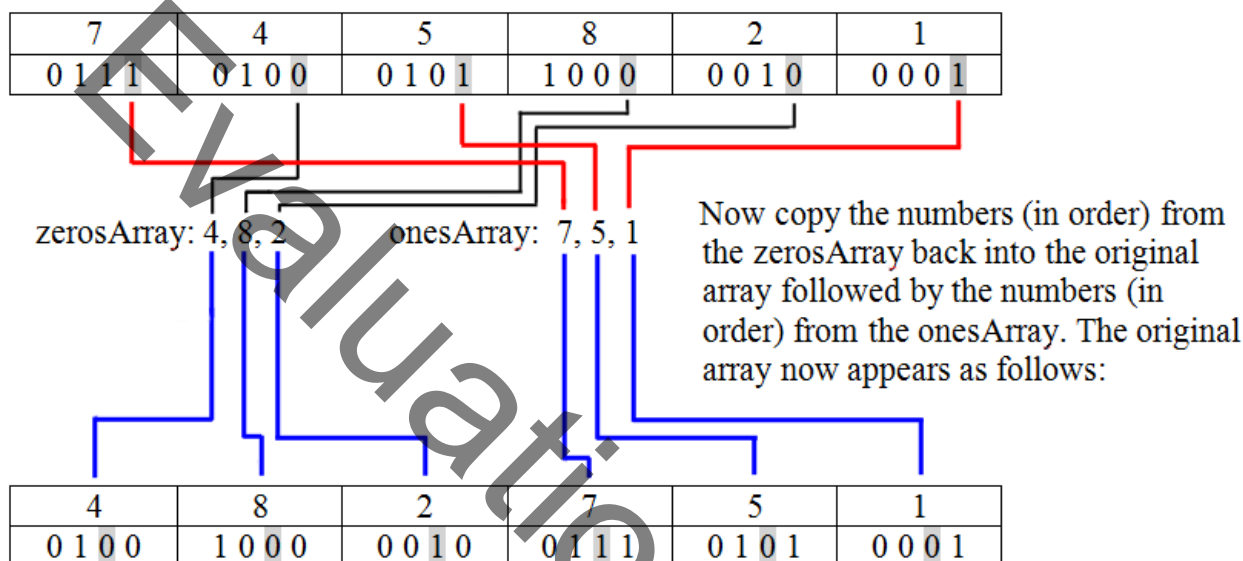 7 4 5 8 2 1
0 1 1 1 0 1 0 0 0 1 0 1 1 0 0 0 0 0 1 0 0 0 0 1
zerosArray: 4, 8, 2 onesArray: 7, 5, 1
Now copy the numbers (in order) from
the zerosArray back into the original
array followed by the numbers (in
order) from the onesArray. The original
array now appears as follows:
4 8 2 7 5 1
0 1 0 0 1 0 0 0 0 0 1 0 0 1 1 1 0 1 0 1 0 0 0 1
Evaluatio